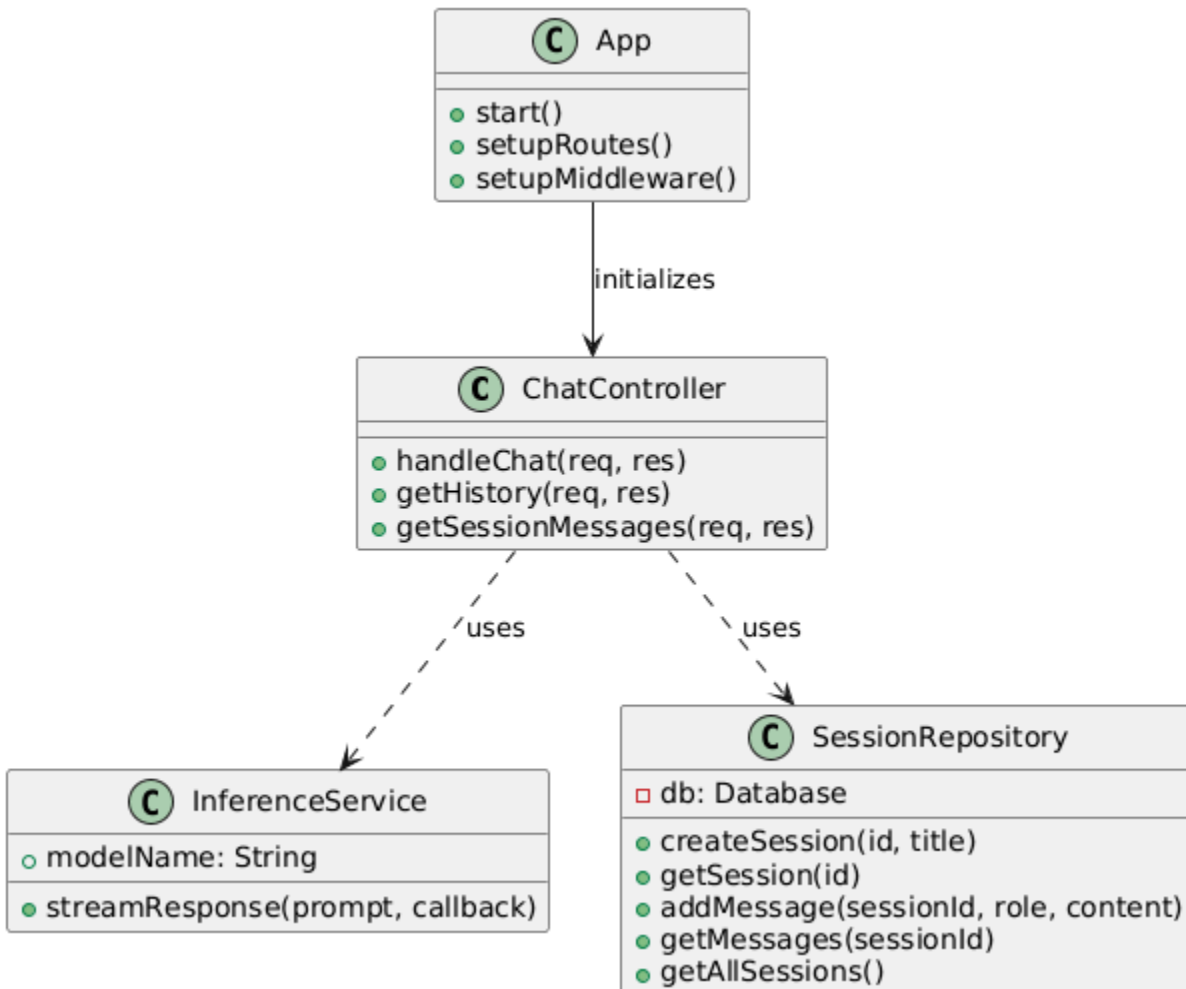 C App
start()
setupRoutes()
setupMiddleware()
initializes
C ChatController
handleChat(req, res)
getHistory(req, res)
getSessionMessages(req, res)
uses
uses
C InferenceService
modelName: String
streamResponse(prompt, callback)
C SessionRepository
db: Database
createSession(id, title)
getSession(id)
addMessage(sessionId, role, content)
getMessages(sessionId)
getAllSessions()